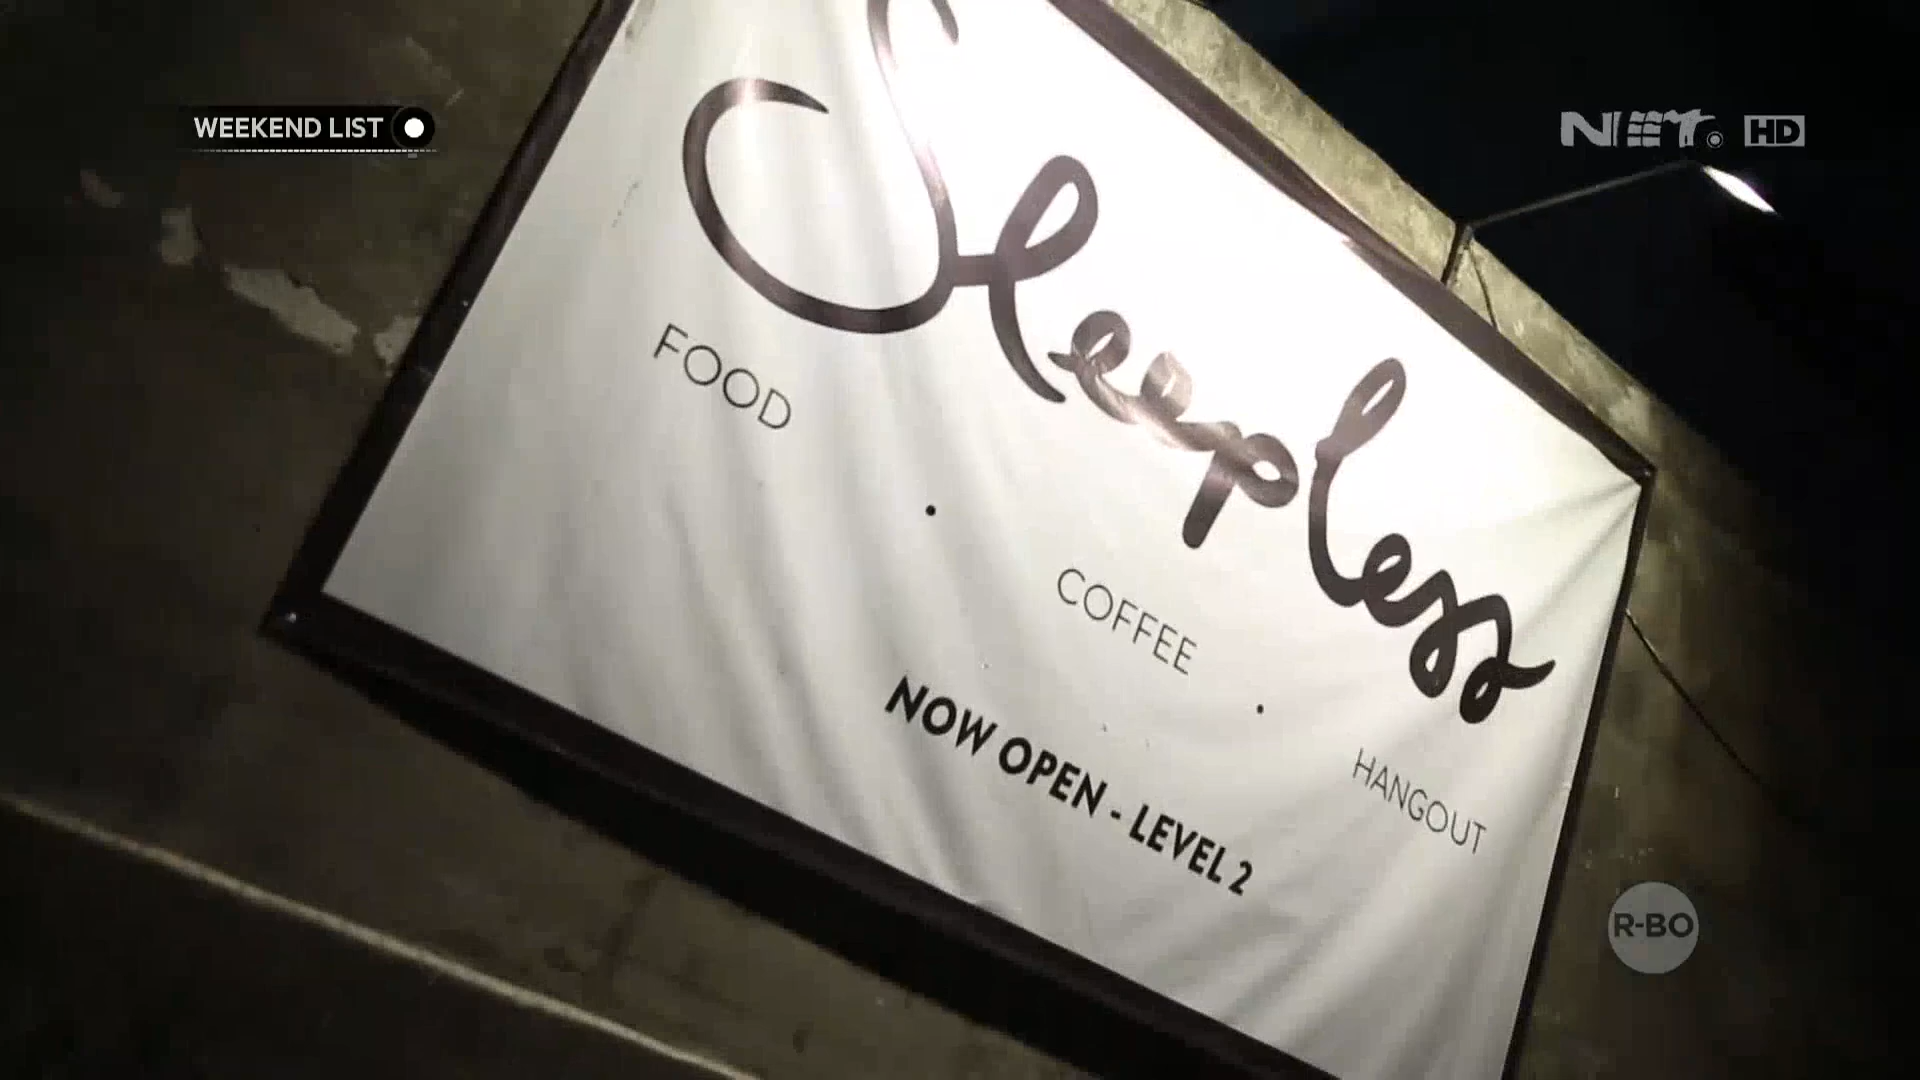 WEEKEND LIST
NET. HD
Sleepless
FOOD • COFFEE • HANGOUT
NOW OPEN - LEVEL 2
R-BO